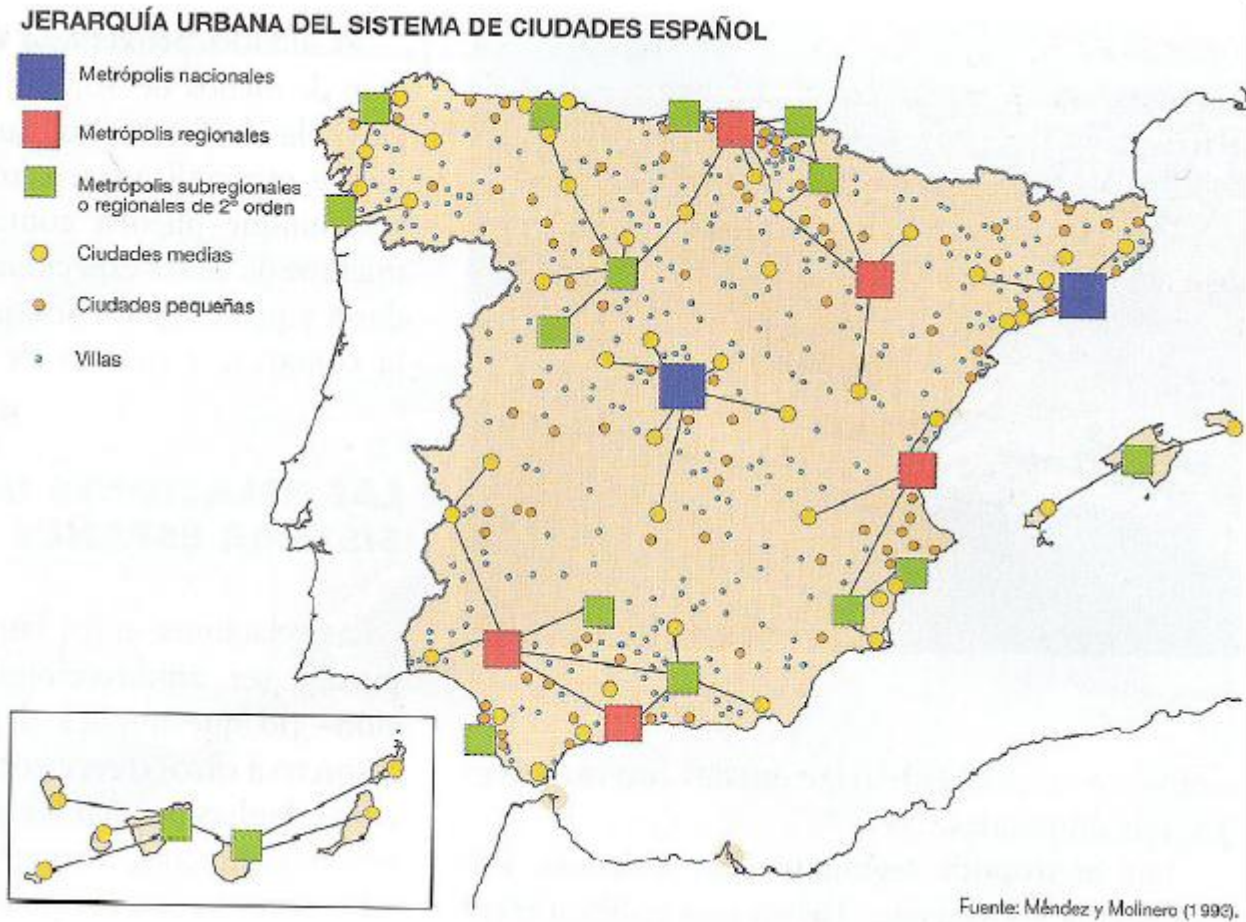 JERARQUÍA URBANA DEL SISTEMA DE CIUDADES ESPAÑOL
Metrópolis nacionales
Metrópolis regionales
Metrópolis subregionales
o regionales de 2º orden
Ciudades medias
Ciudades pequeñas
Villas
Fuente: Méndez y Molinero (1993).